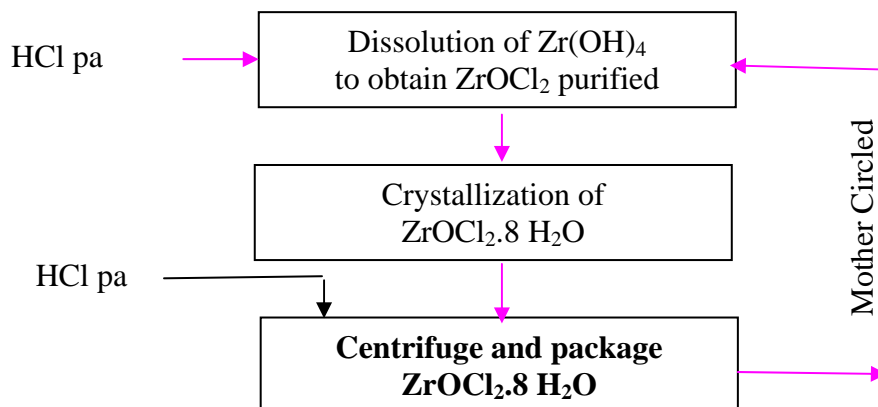 HCl pa
Dissolution of Zr(OH)₄
to obtain ZrOCl₂ purified
Crystallization of
ZrOCl₂.8 H₂O
HCl pa
Centrifuge and package
ZrOCl₂.8 H₂O
Mother Circled